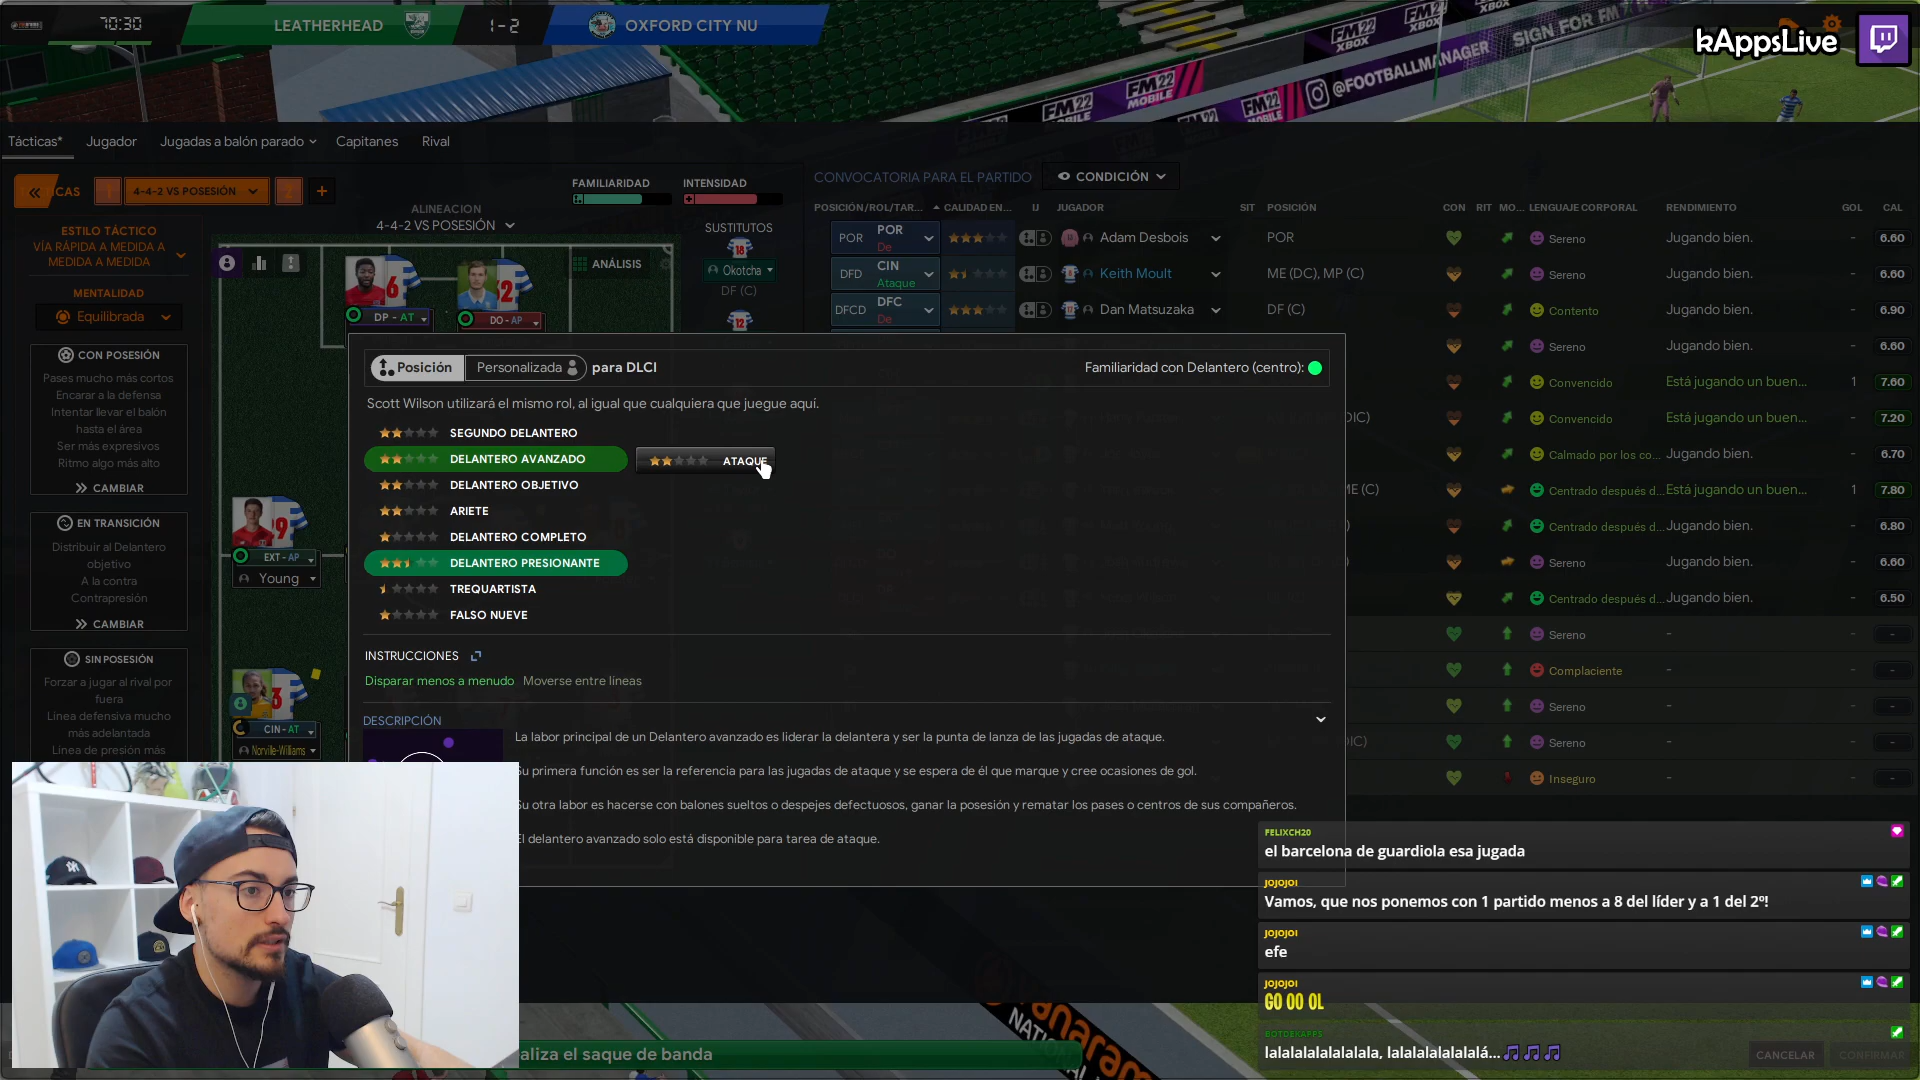 70:30
LEATHERHEAD
1 - 2
OXFORD CITY NU
FM22 XBOX
FM22 MOBILE
@FOOTBALLMANAGER
SIGN FOR FM
kAppsLive
Tácticas*
Jugador
Jugadas a balón parado
Capitanes
Rival
4-4-2 VS POSESIÓN
2
+
ALINEACION
4-4-2 VS POSESIÓN
FAMILIARIDAD
INTENSIDAD
CONVOCATORIA PARA EL PARTIDO
CONDICIÓN
ESTILO TÁCTICO
VÍA RÁPIDA A MEDIDA A
MEDIDA A MEDIDA
MENTALIDAD
Equilibrada
CON POSESIÓN
Pases mucho más cortos
Encarar a la defensa
Intentar llevar el balón
hasta el área
Ser más expresivos
Ritmo algo más alto
CAMBIAR
EN TRANSICIÓN
Distribuir al Delantero
objetivo
A la contra
Contrapresión
CAMBIAR
SIN POSESIÓN
Forzar a jugar al rival por
fuera
Línea defensiva mucho
más adelantada
Línea de presión más
ANÁLISIS
6
DP - AT
2
DO - AP
9
EXT - AP
Young
3
CIN - AT
Norville-Williams
SUSTITUTOS
18
Okotcha
DF (C)
12
POSICIÓN/ROL/TAR...
CALIDAD EN...
IJ
JUGADOR
SIT
POSICIÓN
CON
RIT
MO...
LENGUAJE CORPORAL
RENDIMIENTO
GOL
CAL
POR
POR
De
Adam Desbois
POR
Sereno
Jugando bien.
-
6.60
DFD
CIN
Ataque
Keith Moult
ME (DC), MP (C)
Sereno
Jugando bien.
-
6.60
DFCD
DFC
De
Dan Matsuzaka
DF (C)
Contento
Jugando bien.
-
6.90
Sereno
Jugando bien.
-
6.60
Convencido
Está jugando un buen...
1
7.60
Convencido
Está jugando un buen...
-
7.20
Calmado por los co...
Jugando bien.
-
6.70
Centrado después d...
Está jugando un buen...
1
7.80
Centrado después d...
Jugando bien.
-
6.80
Sereno
Jugando bien.
-
6.60
Centrado después d...
Jugando bien.
-
6.50
Sereno
-
-
-
Complaciente
-
-
-
Sereno
-
-
-
Sereno
-
-
-
Inseguro
-
-
-
Posición
Personalizada
para DLCI
Familiaridad con Delantero (centro):
Scott Wilson utilizará el mismo rol, al igual que cualquiera que juegue aquí.
SEGUNDO DELANTERO
DELANTERO AVANZADO
ATAQUE
DELANTERO OBJETIVO
ARIETE
DELANTERO COMPLETO
DELANTERO PRESIONANTE
TREQUARTISTA
FALSO NUEVE
INSTRUCCIONES
Disparar menos a menudo
Moverse entre líneas
DESCRIPCIÓN
La labor principal de un Delantero avanzado es liderar la delantera y ser la punta de lanza de las jugadas de ataque.
Su primera función es ser la referencia para las jugadas de ataque y se espera de él que marque y cree ocasiones de gol.
Su otra labor es hacerse con balones sueltos o despejes defectuosos, ganar la posesión y rematar los pases o centros de sus compañeros.
El delantero avanzado solo está disponible para tarea de ataque.
FELIXCH20
el barcelona de guardiola esa jugada
JOJOJOI
Vamos, que nos ponemos con 1 partido menos a 8 del líder y a 1 del 2º!
JOJOJOI
efe
JOJOJOI
GO OO OL
BOTDEKAPPS
lalalalalalalala, lalalalalalalá...
aliza el saque de banda
CANCELAR
CONFIRMAR